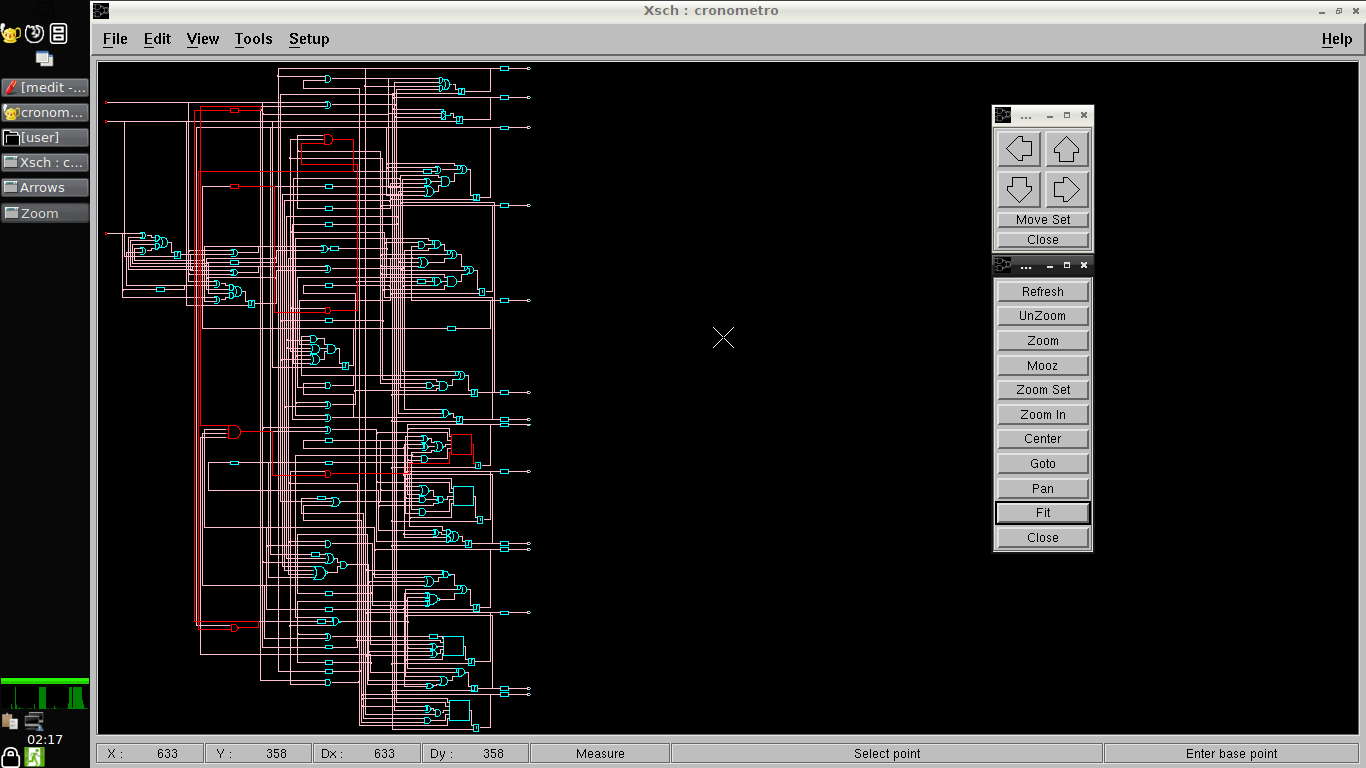 Xsch : cronometro
File Edit View Tools Setup Help
[medit -...
cronom...
[user]
Xsch : c...
Arrows
Zoom
02:17
...
Move Set
Close
...
Refresh
UnZoom
Zoom
Mooz
Zoom Set
Zoom In
Center
Goto
Pan
Fit
Close
X : 633 Y : 358 Dx : 633 Dy : 358 Measure Select point Enter base point